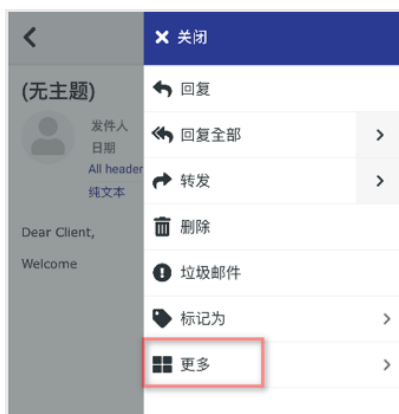 关闭
(无主题)
发件人
日期
All header
纯文本
Dear Client,
Welcome
回复
回复全部
转发
删除
垃圾邮件
标记为
更多